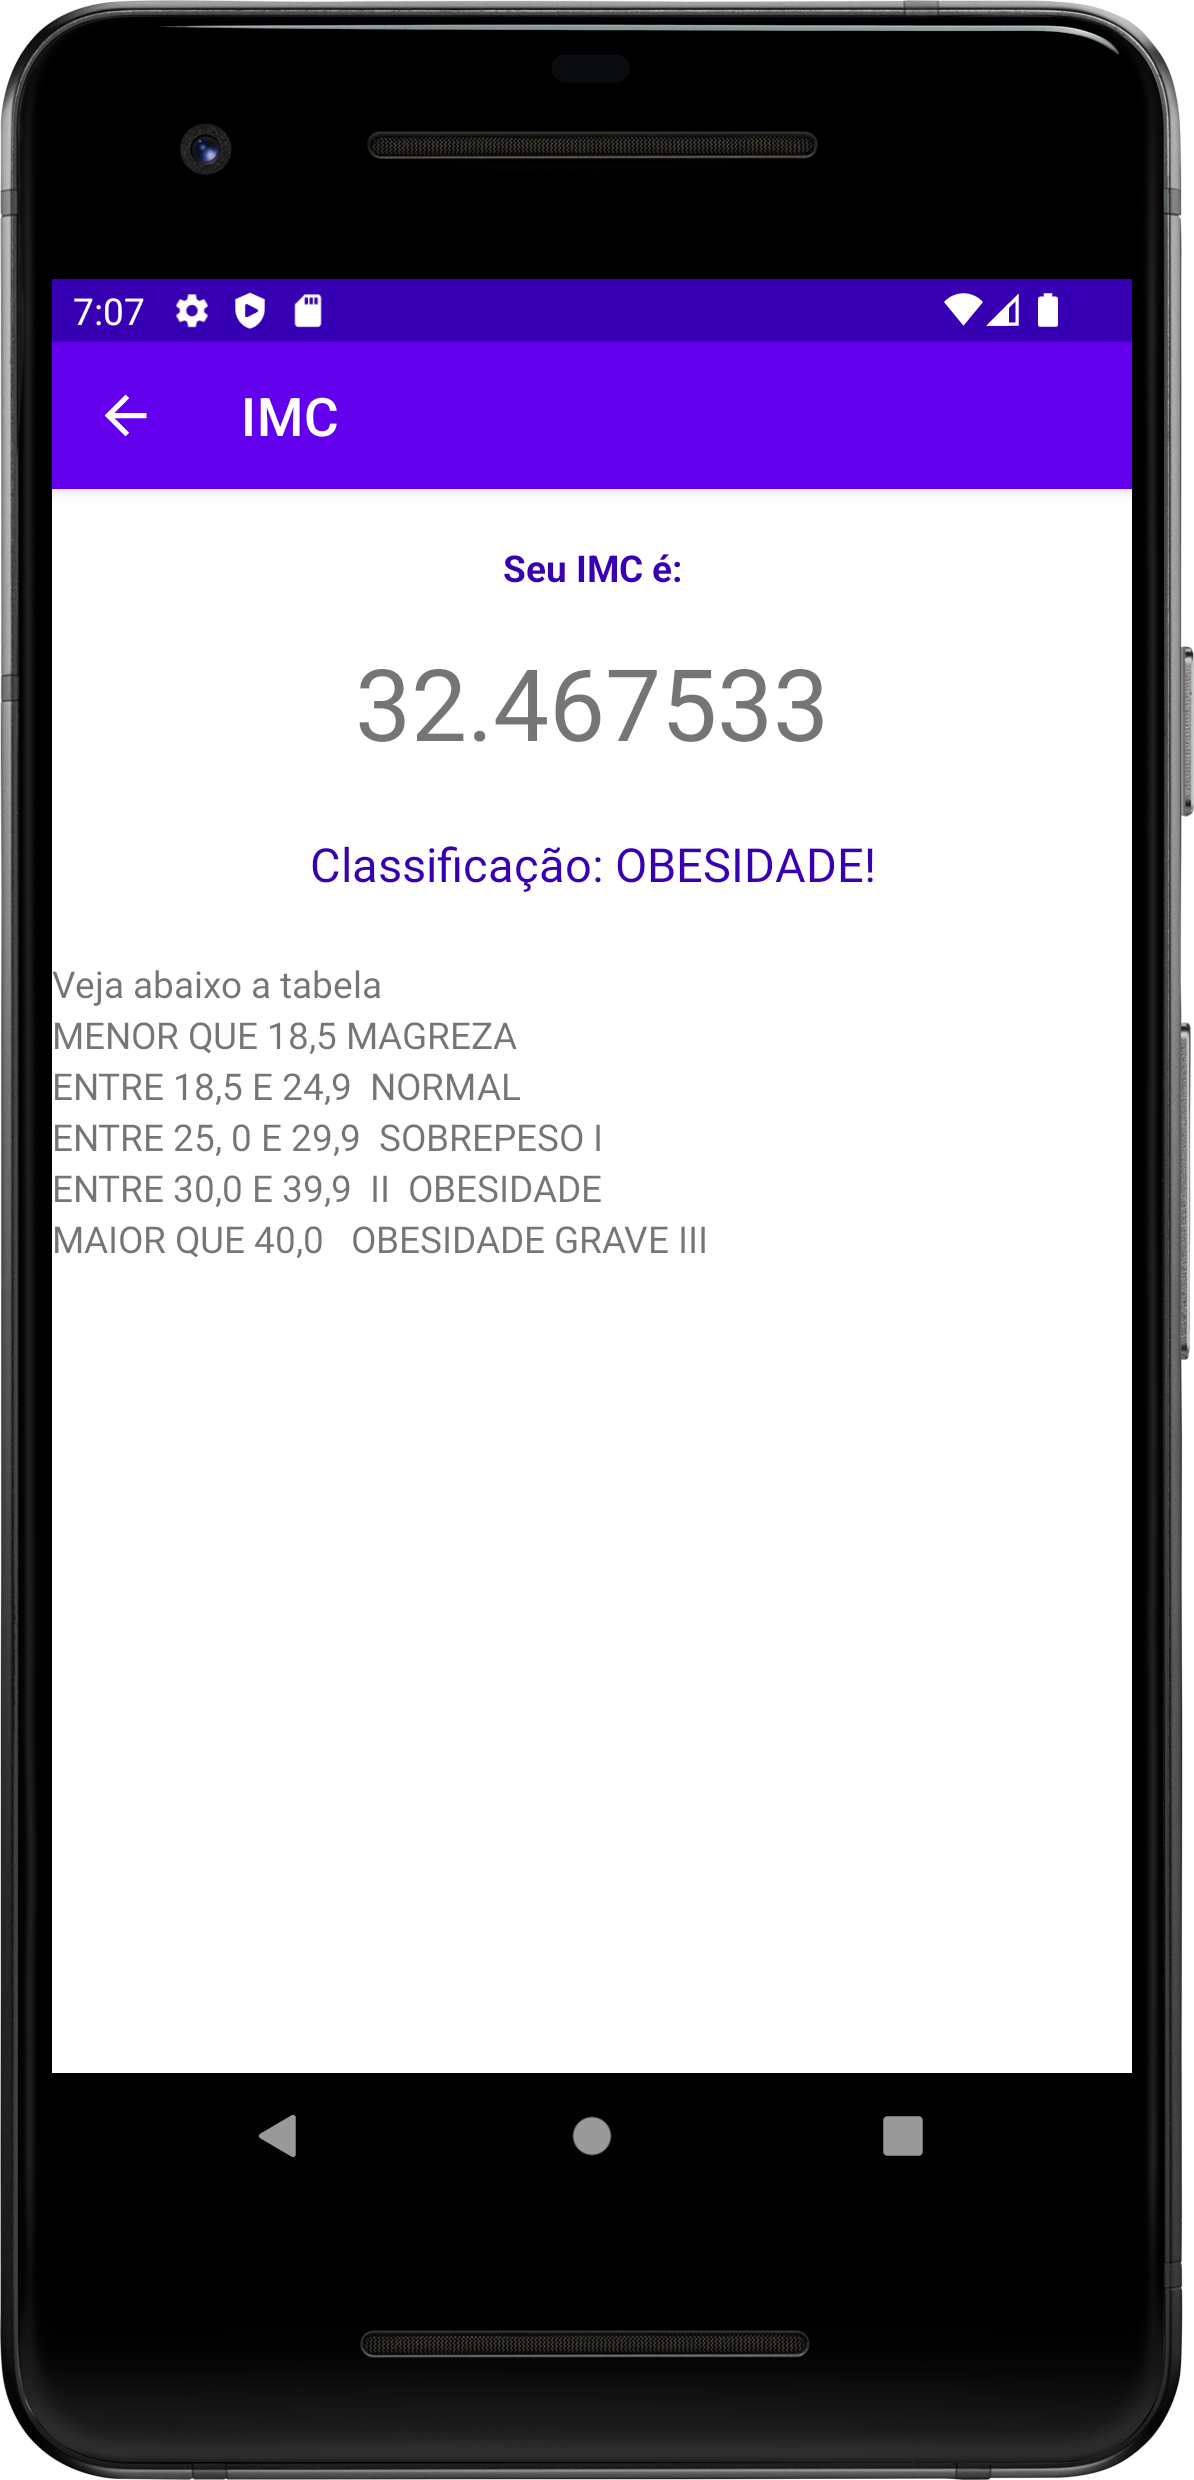 7:07
IMC
Seu IMC é:
32.467533
Classificação: OBESIDADE!
Veja abaixo a tabela
MENOR QUE 18,5 MAGREZA
ENTRE 18,5 E 24,9  NORMAL
ENTRE 25, 0 E 29,9  SOBREPESO I
ENTRE 30,0 E 39,9  II  OBESIDADE
MAIOR QUE 40,0   OBESIDADE GRAVE III